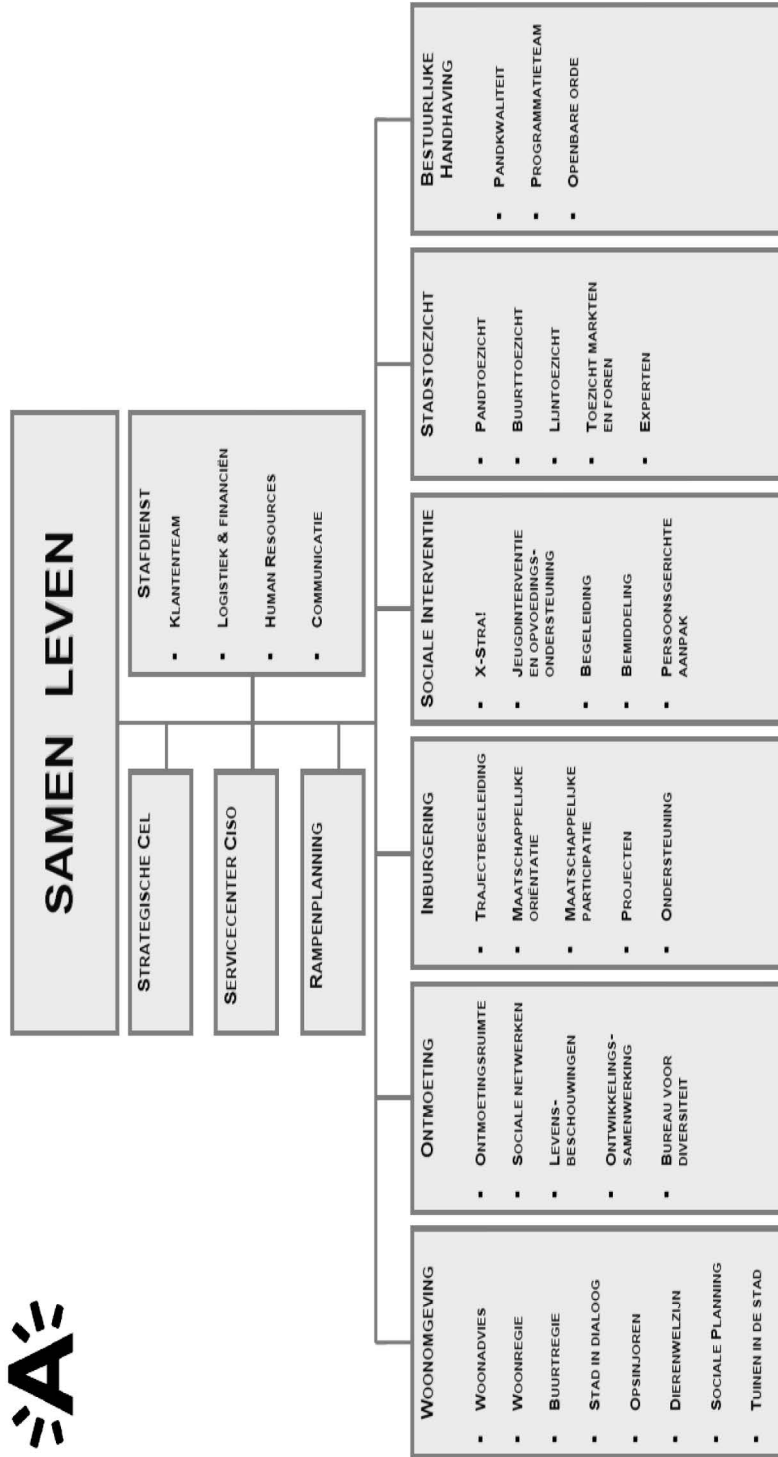 A
SAMEN LEVEN
STRATEGISCHE CEL
SERVICECENTER CISO
RAMPENPLANNING
STAFDIENST
▪ KLANTENTEAM
▪ LOGISTIEK & FINANCIËN
▪ HUMAN RESOURCES
▪ COMMUNICATIE
WOONOMGEVING
▪ WOONADVIES
▪ WOONREGIE
▪ BUURTREGIE
▪ STAD IN DIALOOG
▪ OPSINJOREN
▪ DIERENWELZIJN
▪ SOCIALE PLANNING
▪ TUINEN IN DE STAD
ONTMOETING
▪ ONTMOETINGSRUIMTE
▪ SOCIALE NETWERKEN
▪ LEVENS-
BESCHOUWINGEN
▪ ONTWIKKELINGS-
SAMENWERKING
▪ BUREAU VOOR
DIVERSITEIT
INBURGERING
▪ TRAJECTBEGELEIDING
▪ MAATSCHAPPELIJKE
ORIËNTATIE
▪ MAATSCHAPPELIJKE
PARTICIPATIE
▪ PROJECTEN
▪ ONDERSTEUNING
SOCIALE INTERVENTIE
▪ X-STRA!
▪ JEUGDINTERVENTIE
EN OPVOEDINGS-
ONDERSTEUNING
▪ BEGELEIDING
▪ BEMIDDELING
▪ PERSOONSGERICHTE
AANPAK
STADSTOEZICHT
▪ PANDTOEZICHT
▪ BUURTTOEZICHT
▪ LIJNTOEZICHT
▪ TOEZICHT MARKTEN
EN FOREN
▪ EXPERTEN
BESTUURLIJKE
HANDHAVING
▪ PANDKWALITEIT
▪ PROGRAMMATIETEAM
▪ OPENBARE ORDE